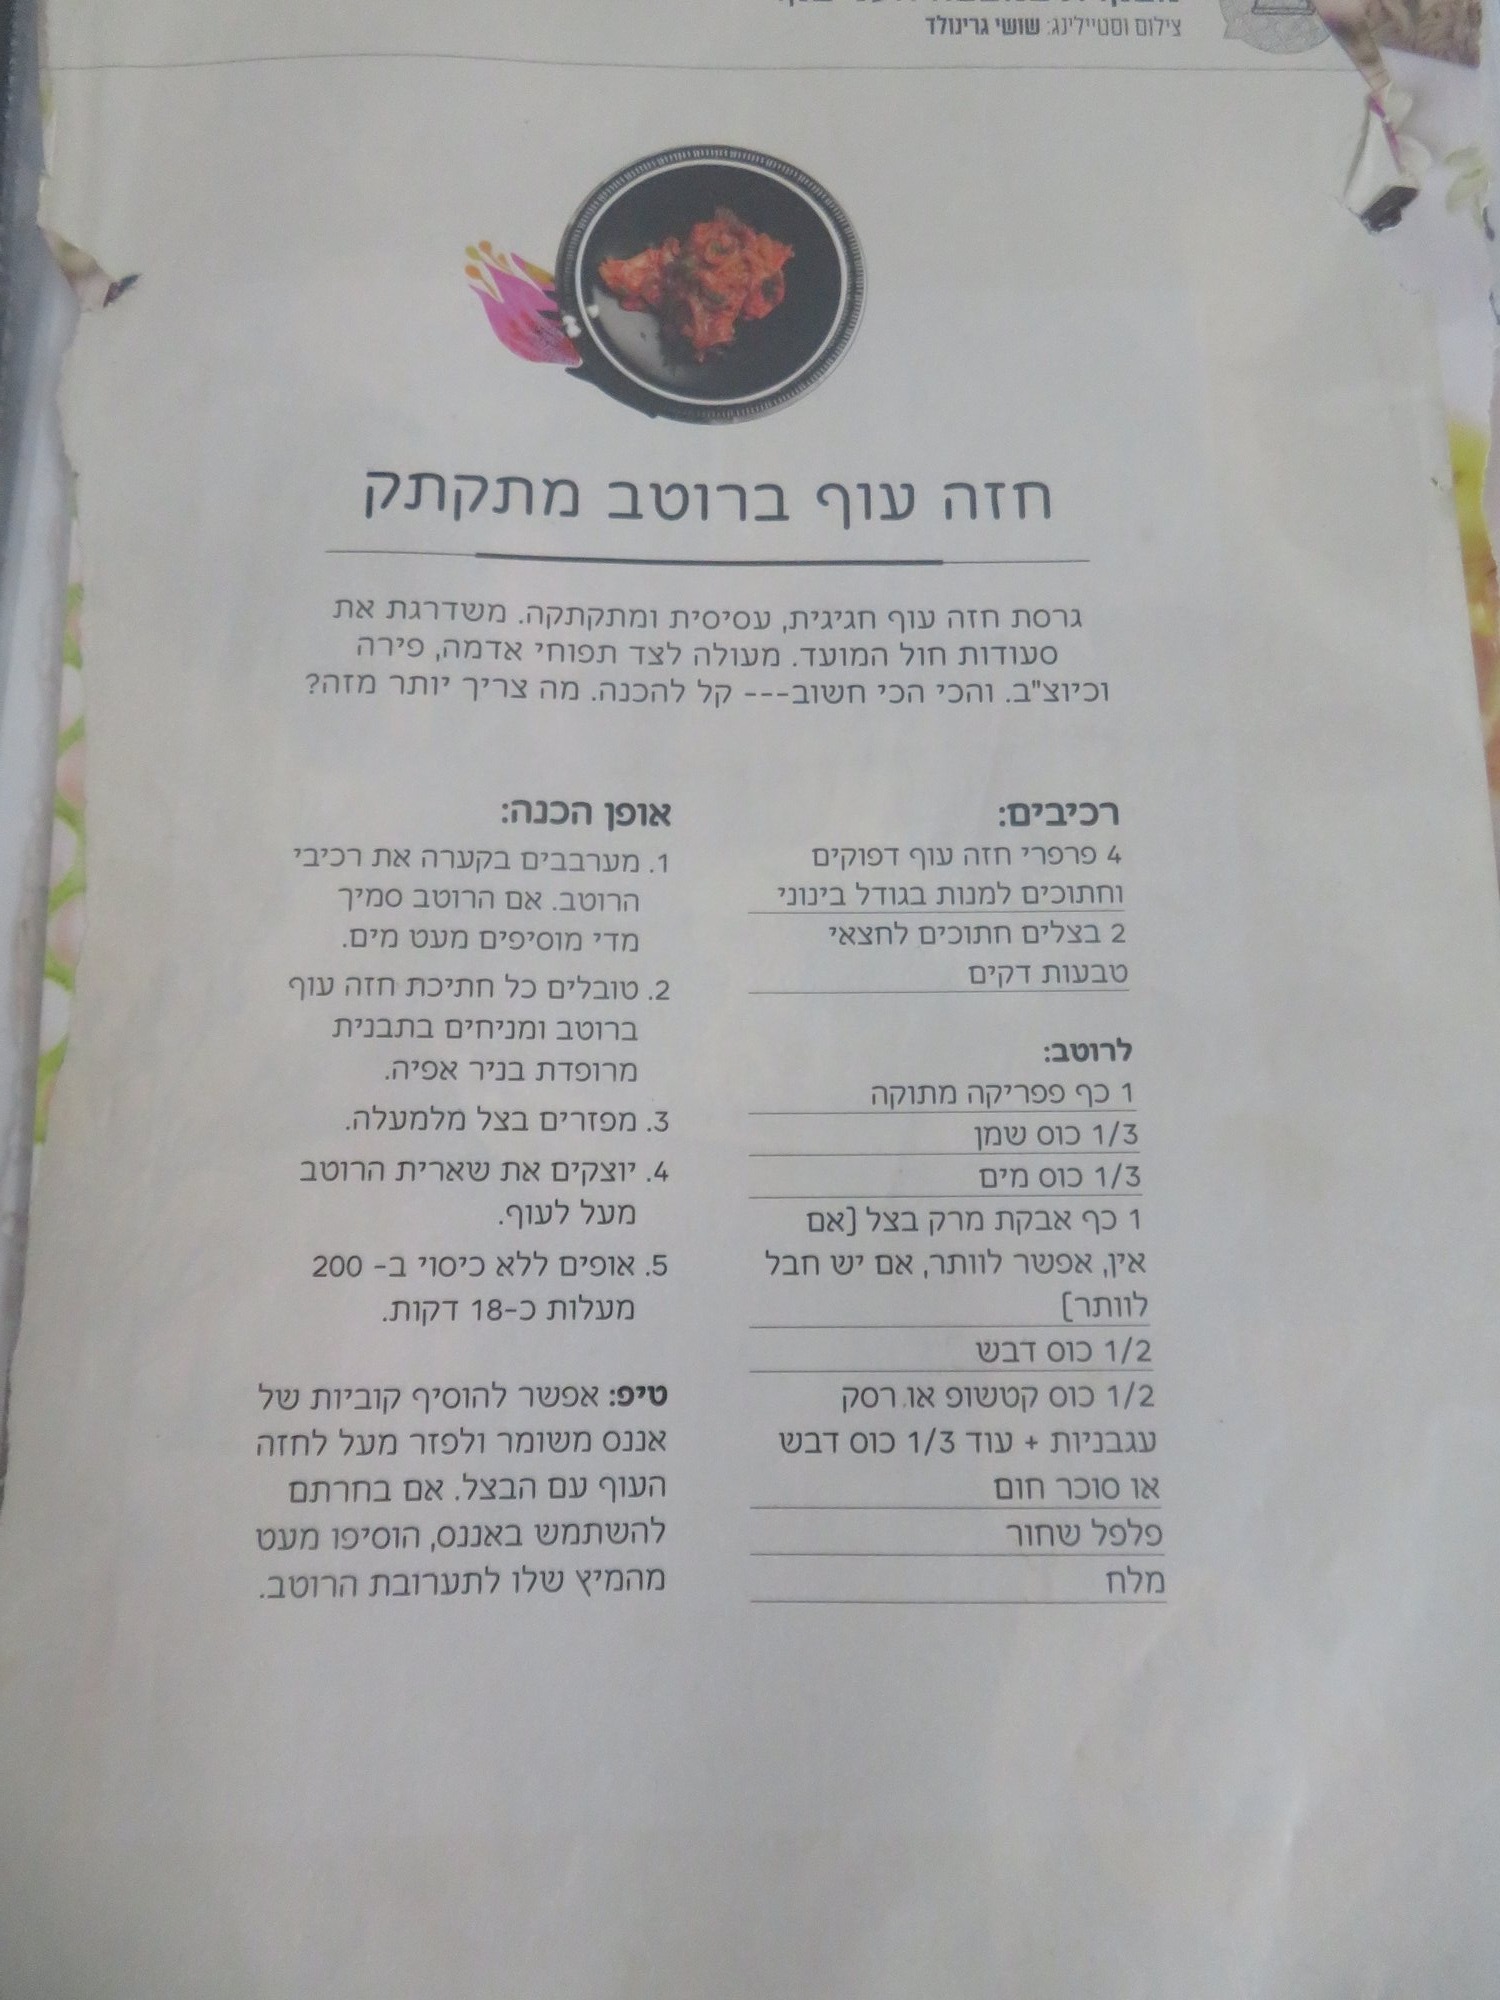 צילום וסטיילינג: שושי גרינולד
חזה עוף ברוטב מתקתק
גרסת חזה עוף חגיגית, עסיסית ומתקתקה. משדרגת את
סעודות חול המועד. מעולה לצד תפוחי אדמה, פירה
וכיוצ"ב. והכי הכי חשוב--- קל להכנה. מה צריך יותר מזה?
רכיבים:
4 פרפרי חזה עוף דפוקים
וחתוכים למנות בגודל בינוני
2 בצלים חתוכים לחצאי
טבעות דקים
לרוטב:
1 כף פפריקה מתוקה
1/3 כוס שמן
1/3 כוס מים
1 כף אבקת מרק בצל [אם
אין, אפשר לוותר, אם יש חבל
לוותר]
1/2 כוס דבש
1/2 כוס קטשופ או רסק
עגבניות + עוד 1/3 כוס דבש
או סוכר חום
פלפל שחור
מלח
אופן הכנה:
1. מערבבים בקערה את רכיבי
הרוטב. אם הרוטב סמיך
מדי מוסיפים מעט מים.
2. טובלים כל חתיכת חזה עוף
ברוטב ומניחים בתבנית
מרופדת בניר אפיה.
3. מפזרים בצל מלמעלה.
4. יוצקים את שארית הרוטב
מעל לעוף.
5. אופים ללא כיסוי ב- 200
מעלות כ-18 דקות.
טיפ: אפשר להוסיף קוביות של
אננס משומר ולפזר מעל לחזה
העוף עם הבצל. אם בחרתם
להשתמש באננס, הוסיפו מעט
מהמיץ שלו לתערובת הרוטב.